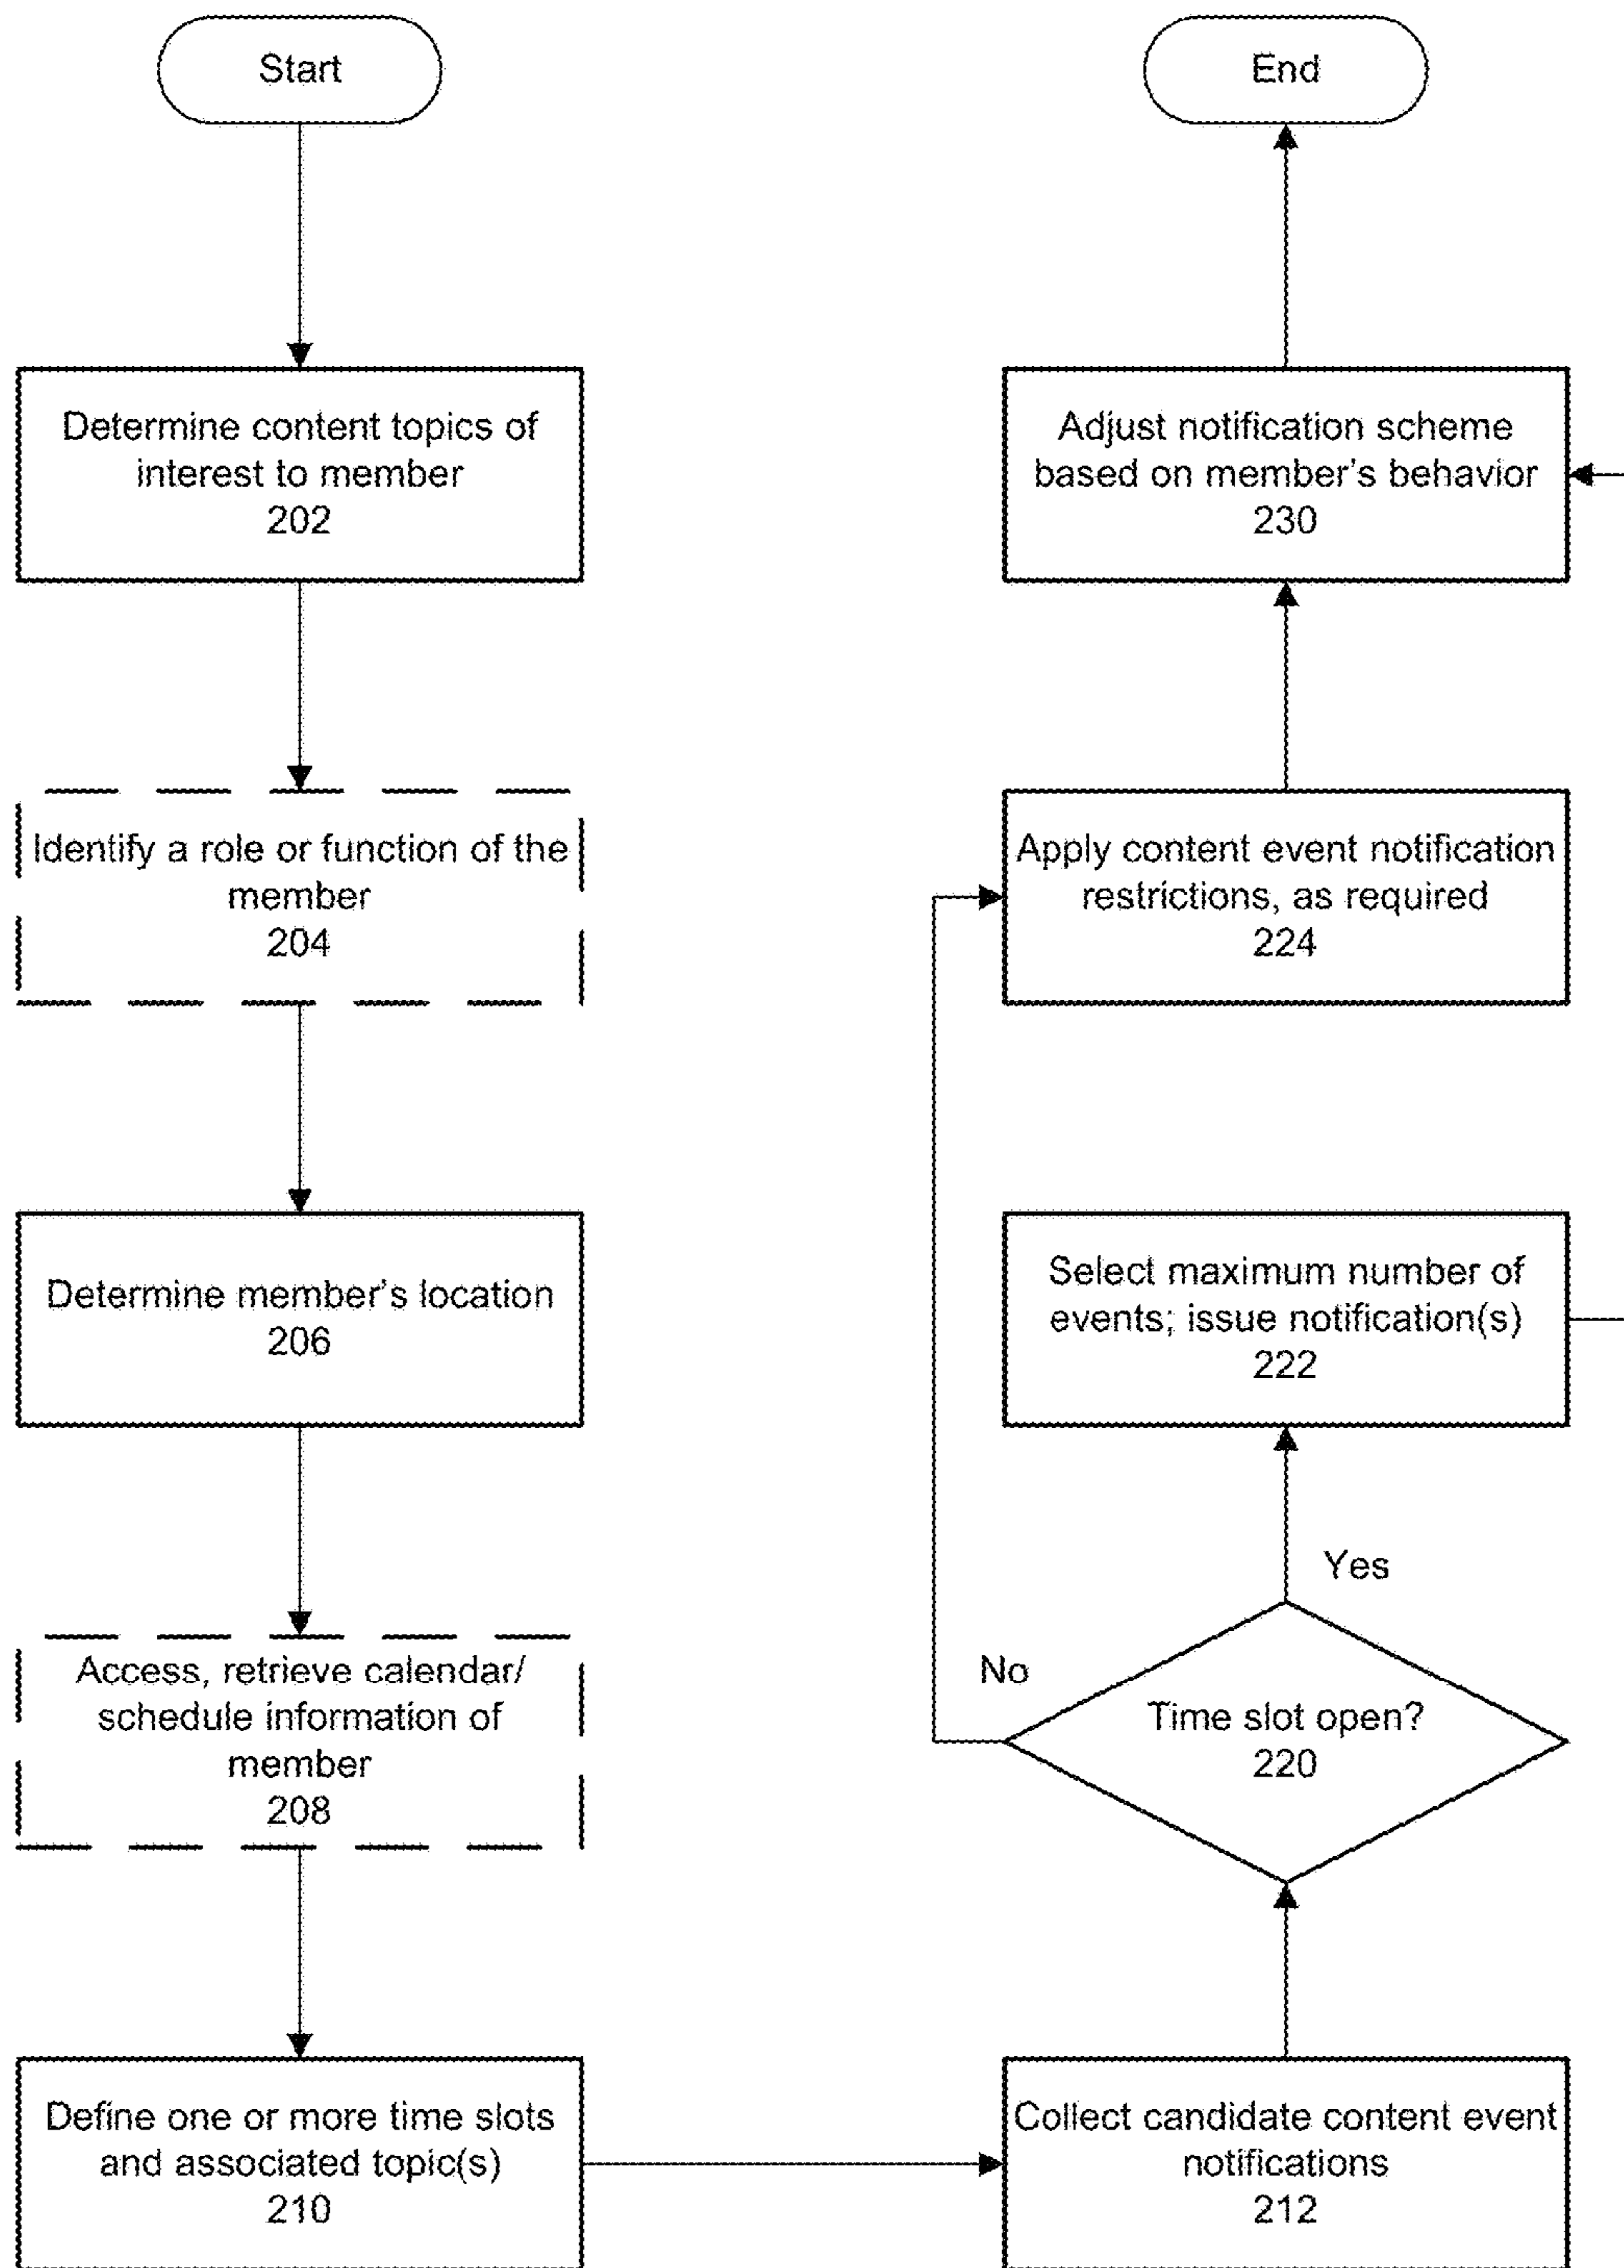 Start
Determine content topics of
interest to member
202
Identify a role or function of the
member
204
Determine member's location
206
Access, retrieve calendar/
schedule information of
member
208
Define one or more time slots
and associated topic(s)
210
Collect candidate content event
notifications
212
Time slot open?
220
No
Yes
Select maximum number of
events; issue notification(s)
222
Apply content event notification
restrictions, as required
224
Adjust notification scheme
based on member's behavior
230
End